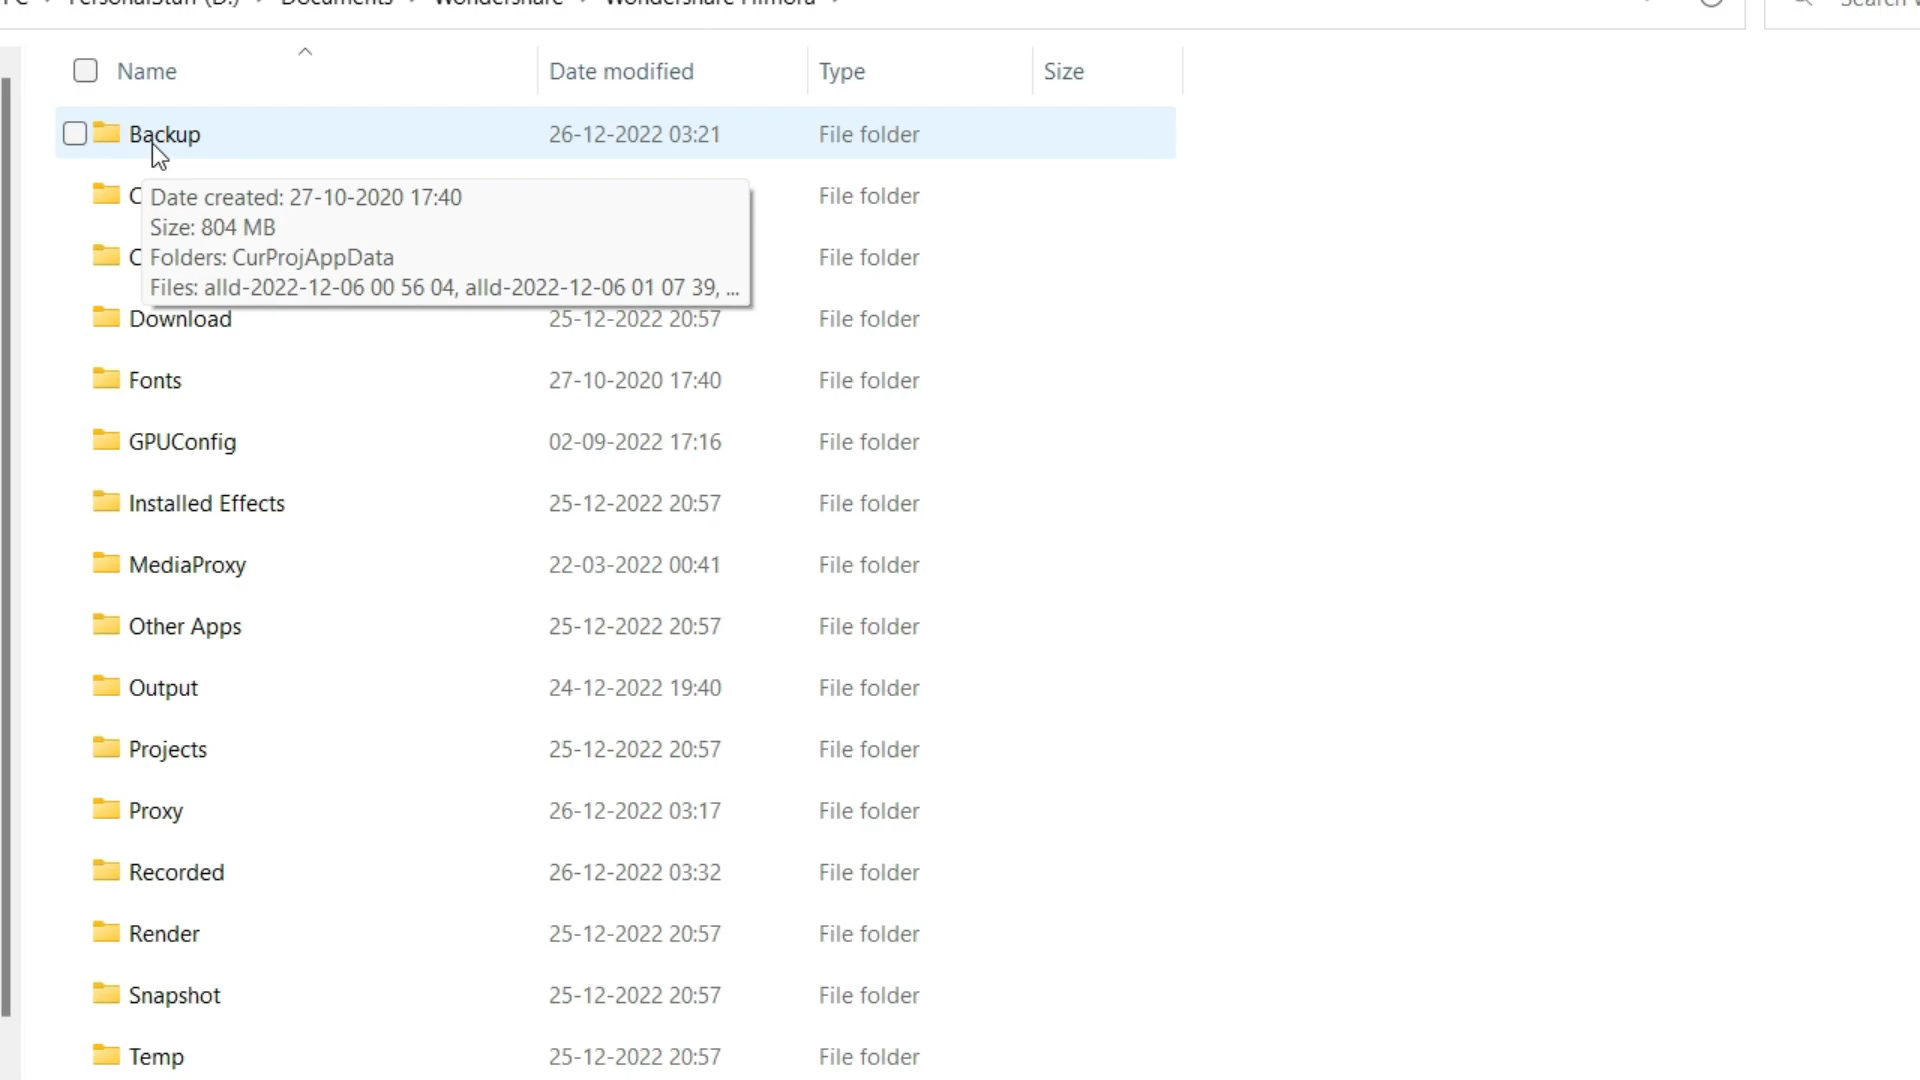 Documents Wondershare Wondershare Filmora
Name Date modified Type Size
Backup 26-12-2022 03:21 File folder
File folder
File folder
Date created: 27-10-2020 17:40
Size: 804 MB
Folders: CurProjAppData
Files: alld-2022-12-06 00 56 04, alld-2022-12-06 01 07 39, ...
Download 25-12-2022 20:57 File folder
Fonts 27-10-2020 17:40 File folder
GPUConfig 02-09-2022 17:16 File folder
Installed Effects 25-12-2022 20:57 File folder
MediaProxy 22-03-2022 00:41 File folder
Other Apps 25-12-2022 20:57 File folder
Output 24-12-2022 19:40 File folder
Projects 25-12-2022 20:57 File folder
Proxy 26-12-2022 03:17 File folder
Recorded 26-12-2022 03:32 File folder
Render 25-12-2022 20:57 File folder
Snapshot 25-12-2022 20:57 File folder
Temp 25-12-2022 20:57 File folder